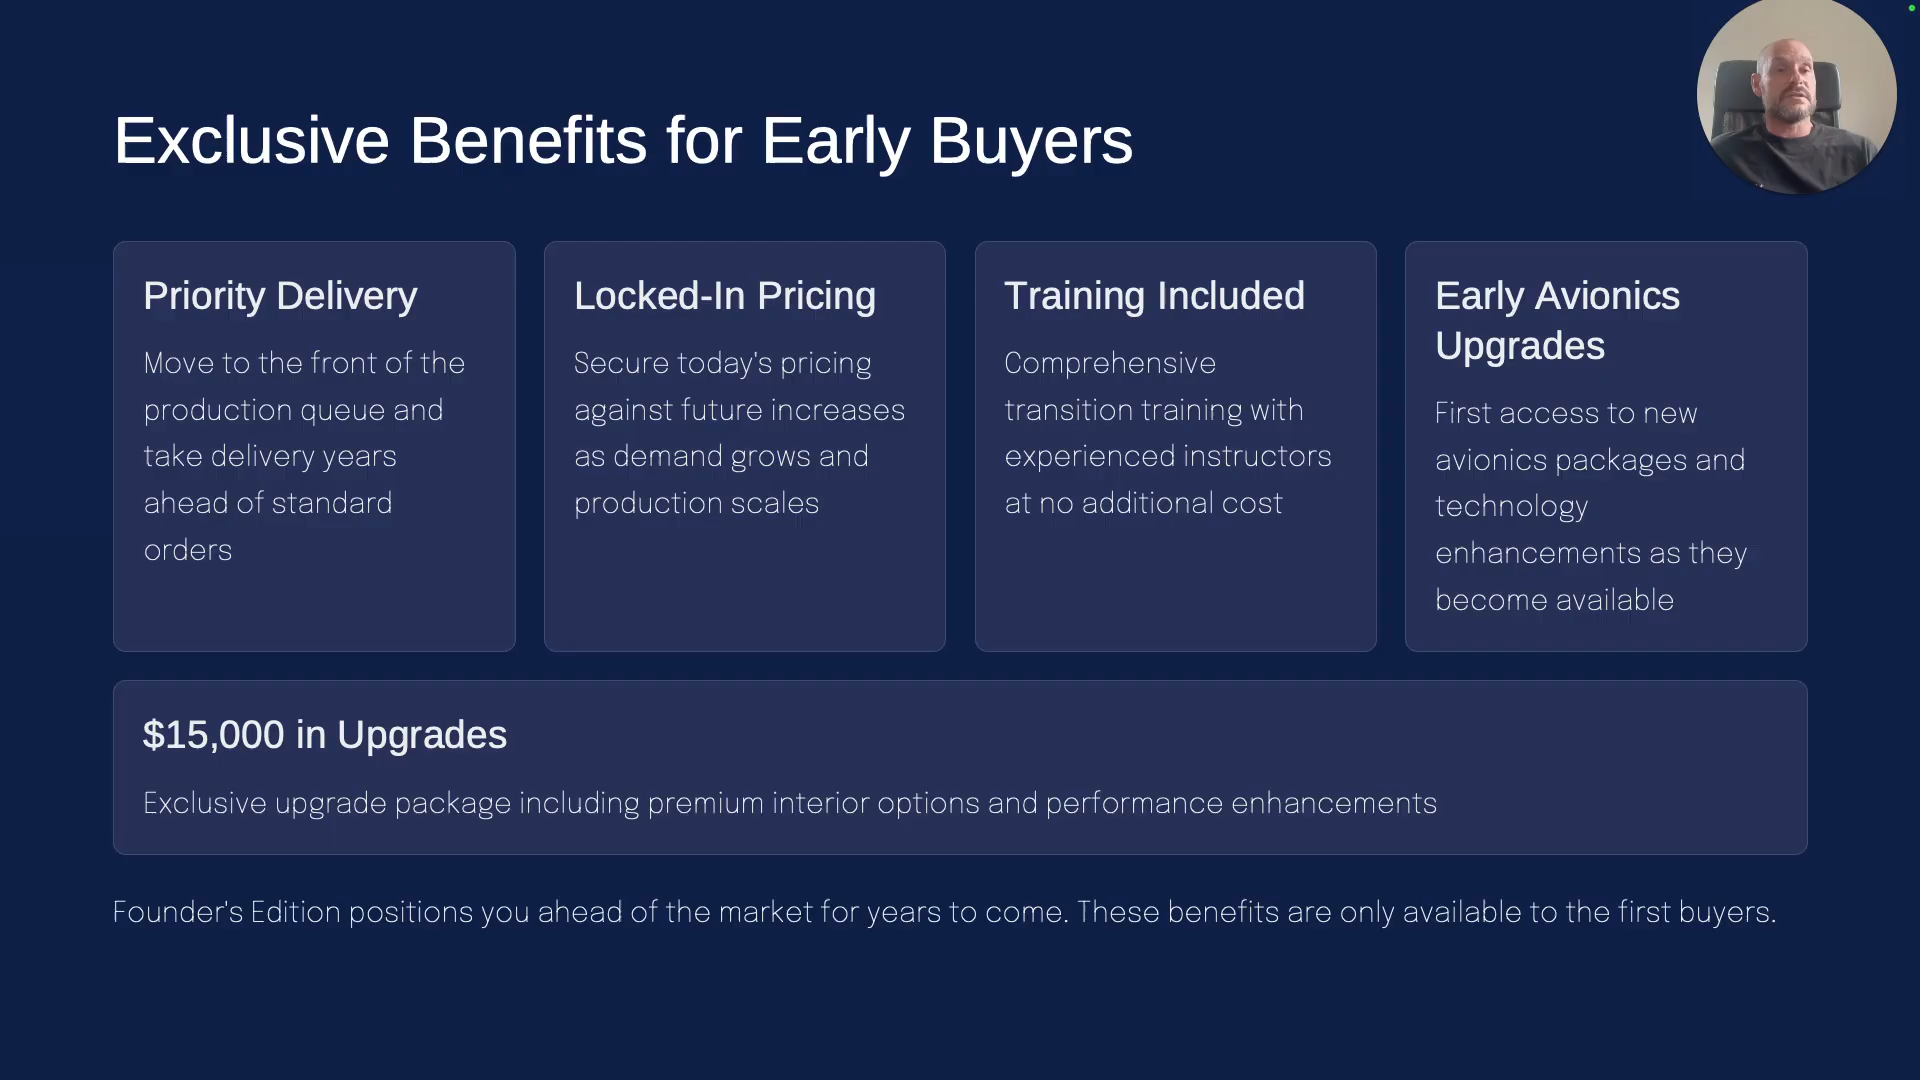 Exclusive Benefits for Early Buyers
Priority Delivery
Move to the front of the
production queue and
take delivery years
ahead of standard
orders
Locked-In Pricing
Secure today's pricing
against future increases
as demand grows and
production scales
Training Included
Comprehensive
transition training with
experienced instructors
at no additional cost
Early Avionics
Upgrades
First access to new
avionics packages and
technology
enhancements as they
become available
$15,000 in Upgrades
Exclusive upgrade package including premium interior options and performance enhancements
Founder's Edition positions you ahead of the market for years to come. These benefits are only available to the first buyers.